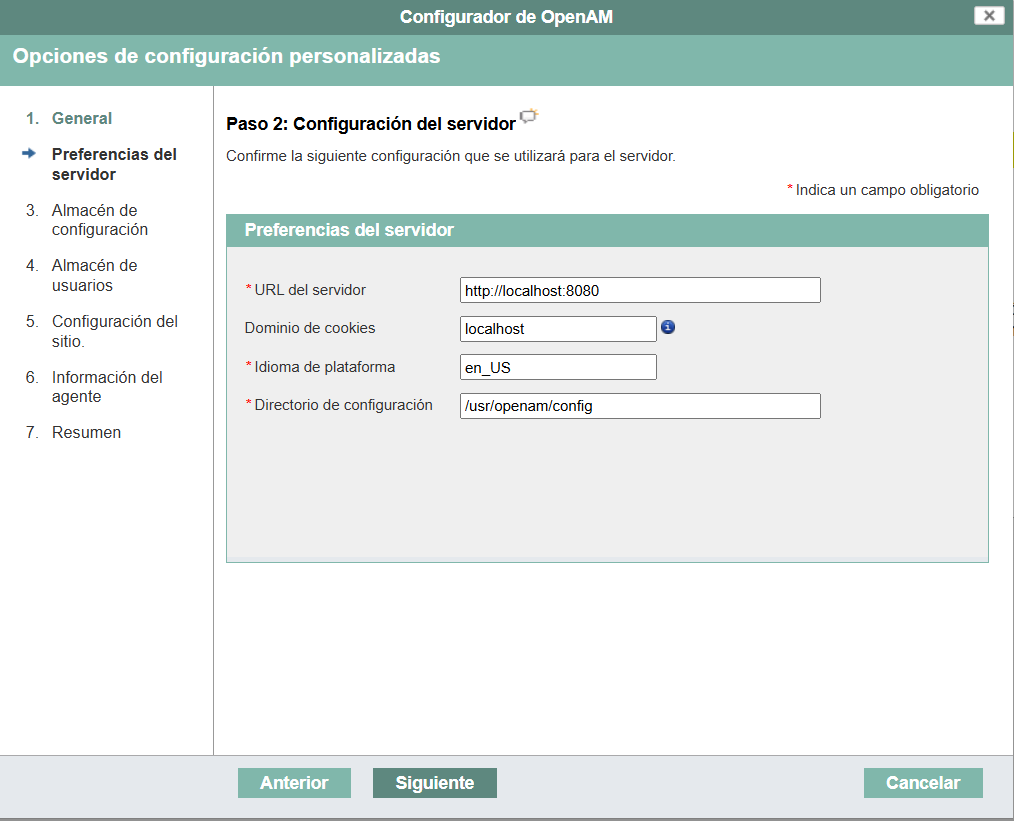 Configurador de OpenAM
Opciones de configuración personalizadas
1. General
Preferencias del
servidor
3. Almacén de
configuración
4. Almacén de
usuarios
5. Configuración del
sitio.
6. Información del
agente
7. Resumen
Paso 2: Configuración del servidor
Confirme la siguiente configuración que se utilizará para el servidor.
* Indica un campo obligatorio
Preferencias del servidor
* URL del servidor http://localhost:8080
Dominio de cookies localhost
* Idioma de plataforma en_US
* Directorio de configuración /usr/openam/config
Anterior Siguiente Cancelar